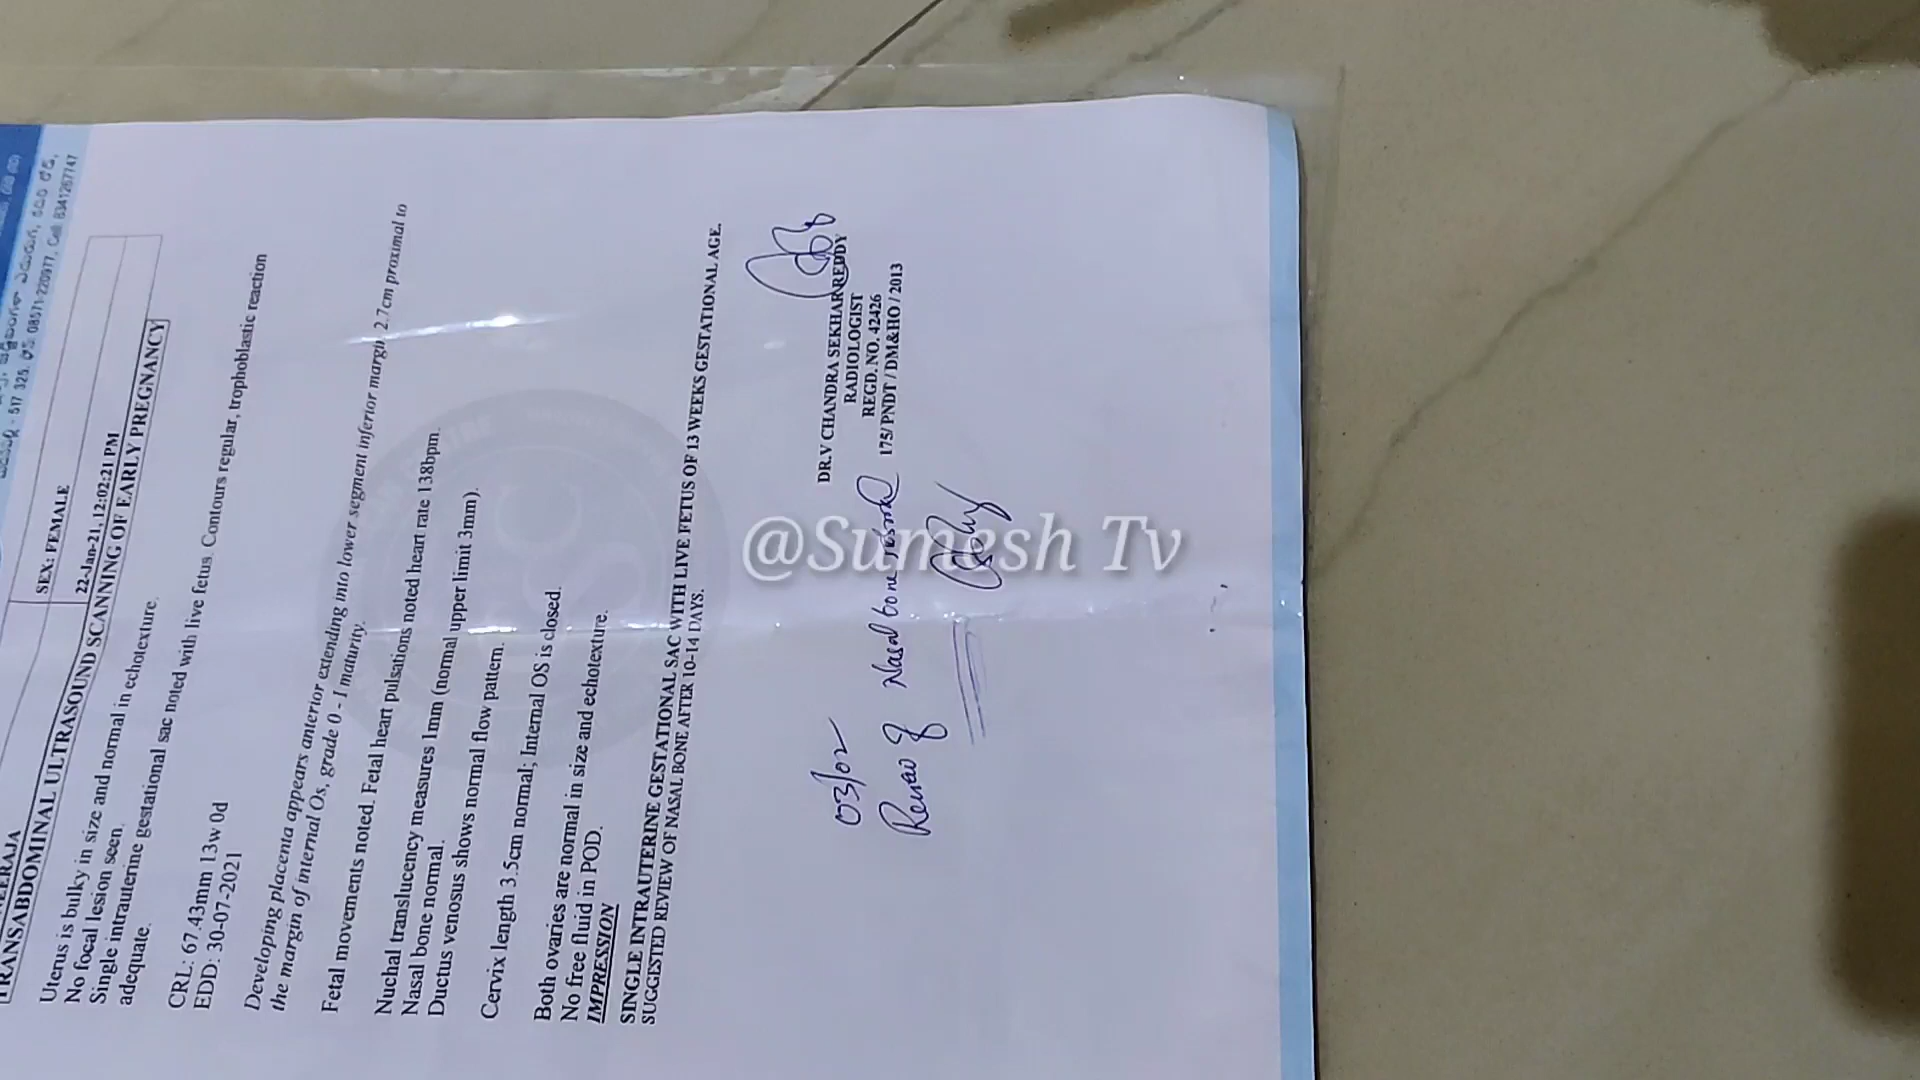 517 325. 08571-220977, Cell: 8341267747
SEX: FEMALE
22-Jan-21, 12:02:21 PM
TRANSABDOMINAL ULTRASOUND SCANNING OF EARLY PREGNANCY
Uterus is bulky in size and normal in echotexture.
No focal lesion seen.
Single intrauterine gestational sac noted with live fetus. Contours regular, trophoblastic reaction
adequate.
CRL: 67.43mm 13w 0d
EDD: 30-07-2021
Developing placenta appears anterior extending into lower segment inferior margin 2.7cm proximal to
the margin of internal Os, grade 0 - I maturity.
Fetal movements noted. Fetal heart pulsations noted heart rate 138bpm.
Nuchal translucency measures 1mm (normal upper limit 3mm).
Nasal bone normal.
Ductus venosus shows normal flow pattern.
Cervix length 3.5cm normal; Internal OS is closed.
Both ovaries are normal in size and echotexture.
No free fluid in POD.
IMPRESSION
SINGLE INTRAUTERINE GESTATIONAL SAC WITH LIVE FETUS OF 13 WEEKS GESTATIONAL AGE.
SUGGESTED REVIEW OF NASAL BONE AFTER 10-14 DAYS.
DR.V CHANDRA SEKHAR REDDY
RADIOLOGIST
REGD. NO. 42426
175/ PNDT / DM&HO / 2013
03/02
Nasal bone
@Sumesh Tv